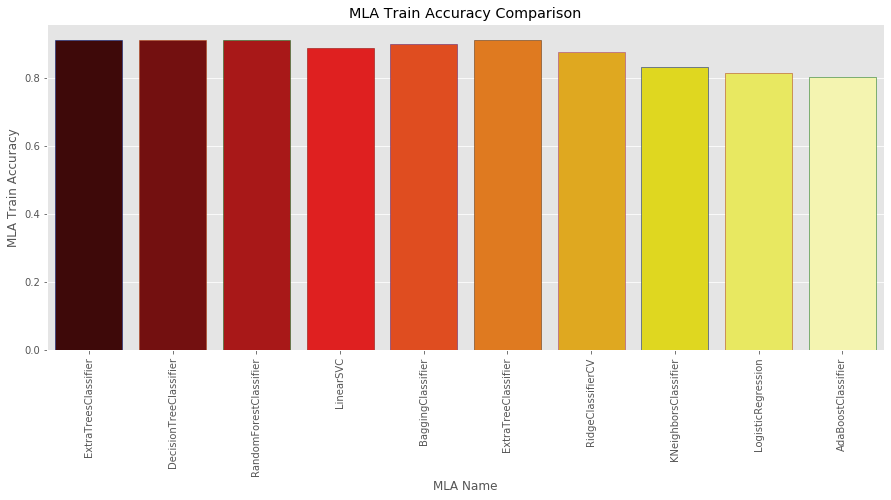 MLA Train Accuracy Comparison
MLA Train Accuracy
0.8
0.6
0.4
0.2
0.0
ExtraTreesClassifier
DecisionTreeClassifier
RandomForestClassifier
LinearSVC
BaggingClassifier
ExtraTreeClassifier
RidgeClassifierCV
KNeighborsClassifier
LogisticRegression
AdaBoostClassifier
MLA Name